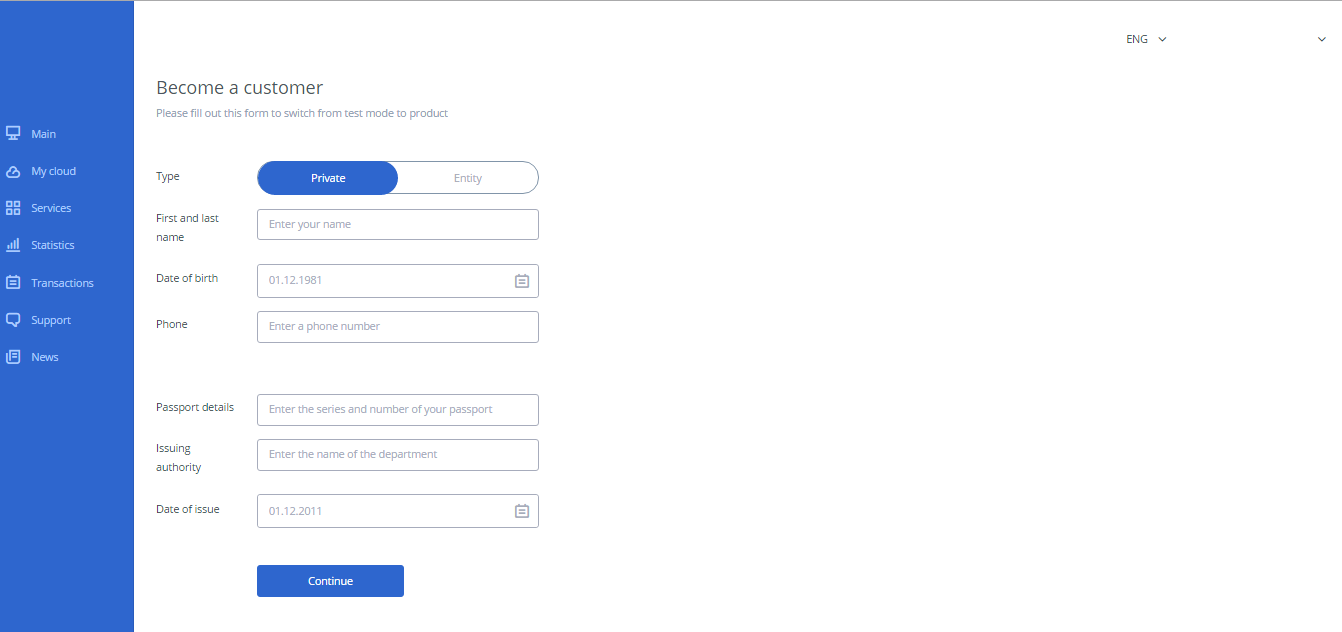 ENG
Become a customer
Please fill out this form to switch from test mode to product
Main
My cloud
Services
Statistics
Transactions
Support
News
Type
Private
Entity
First and last
name
Enter your name
Date of birth
01.12.1981
Phone
Enter a phone number
Passport details
Enter the series and number of your passport
Issuing
authority
Enter the name of the department
Date of issue
01.12.2011
Continue